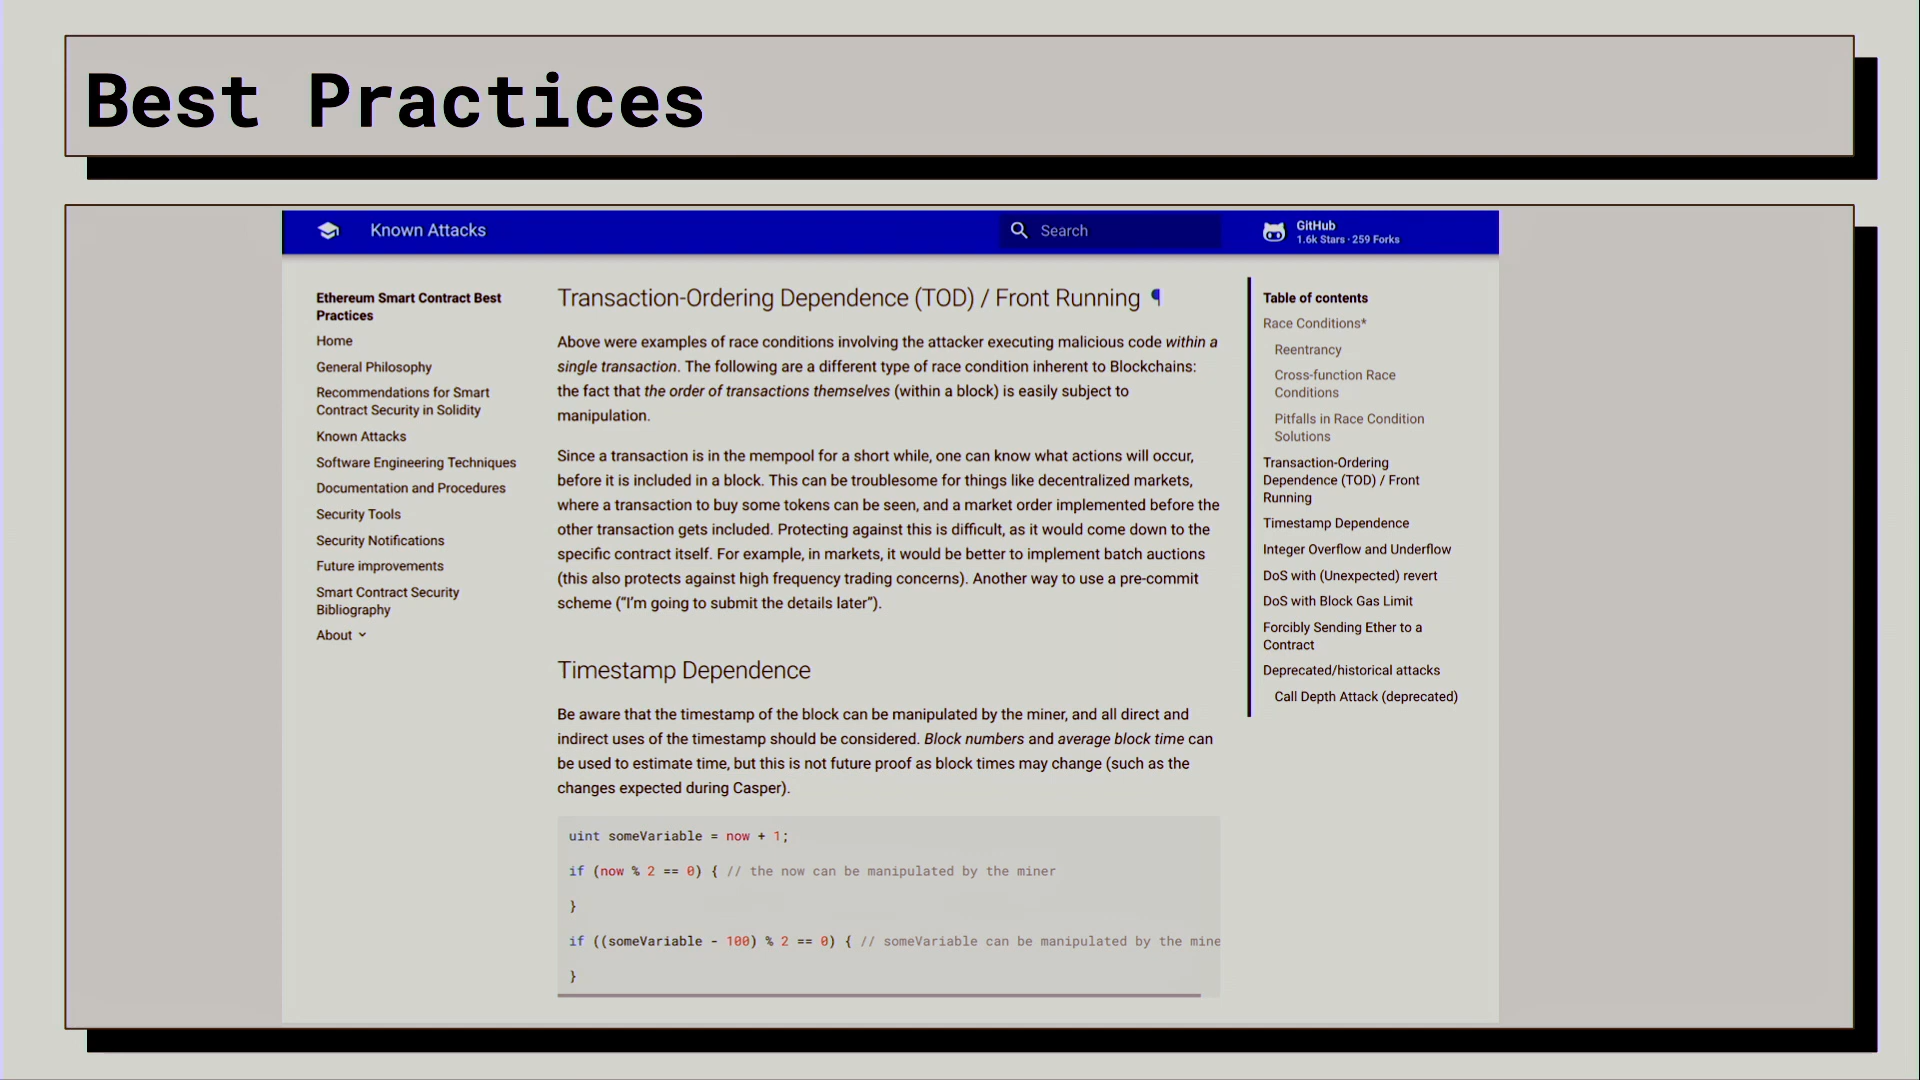 Best Practices
Known Attacks
Search
GitHub
1.6k Stars · 259 Forks
Ethereum Smart Contract Best
Practices
Home
General Philosophy
Recommendations for Smart
Contract Security in Solidity
Known Attacks
Software Engineering Techniques
Documentation and Procedures
Security Tools
Security Notifications
Future improvements
Smart Contract Security
Bibliography
About
Transaction-Ordering Dependence (TOD) / Front Running ¶
Above were examples of race conditions involving the attacker executing malicious code within a
single transaction. The following are a different type of race condition inherent to Blockchains:
the fact that the order of transactions themselves (within a block) is easily subject to
manipulation.
Since a transaction is in the mempool for a short while, one can know what actions will occur,
before it is included in a block. This can be troublesome for things like decentralized markets,
where a transaction to buy some tokens can be seen, and a market order implemented before the
other transaction gets included. Protecting against this is difficult, as it would come down to the
specific contract itself. For example, in markets, it would be better to implement batch auctions
(this also protects against high frequency trading concerns). Another way to use a pre-commit
scheme (“I’m going to submit the details later”).
Timestamp Dependence
Be aware that the timestamp of the block can be manipulated by the miner, and all direct and
indirect uses of the timestamp should be considered. Block numbers and average block time can
be used to estimate time, but this is not future proof as block times may change (such as the
changes expected during Casper).
uint someVariable = now + 1;
if (now % 2 == 0) { // the now can be manipulated by the miner
}
if ((someVariable - 100) % 2 == 0) { // someVariable can be manipulated by the mine
}
Table of contents
Race Conditions*
Reentrancy
Cross-function Race
Conditions
Pitfalls in Race Condition
Solutions
Transaction-Ordering
Dependence (TOD) / Front
Running
Timestamp Dependence
Integer Overflow and Underflow
DoS with (Unexpected) revert
DoS with Block Gas Limit
Forcibly Sending Ether to a
Contract
Deprecated/historical attacks
Call Depth Attack (deprecated)